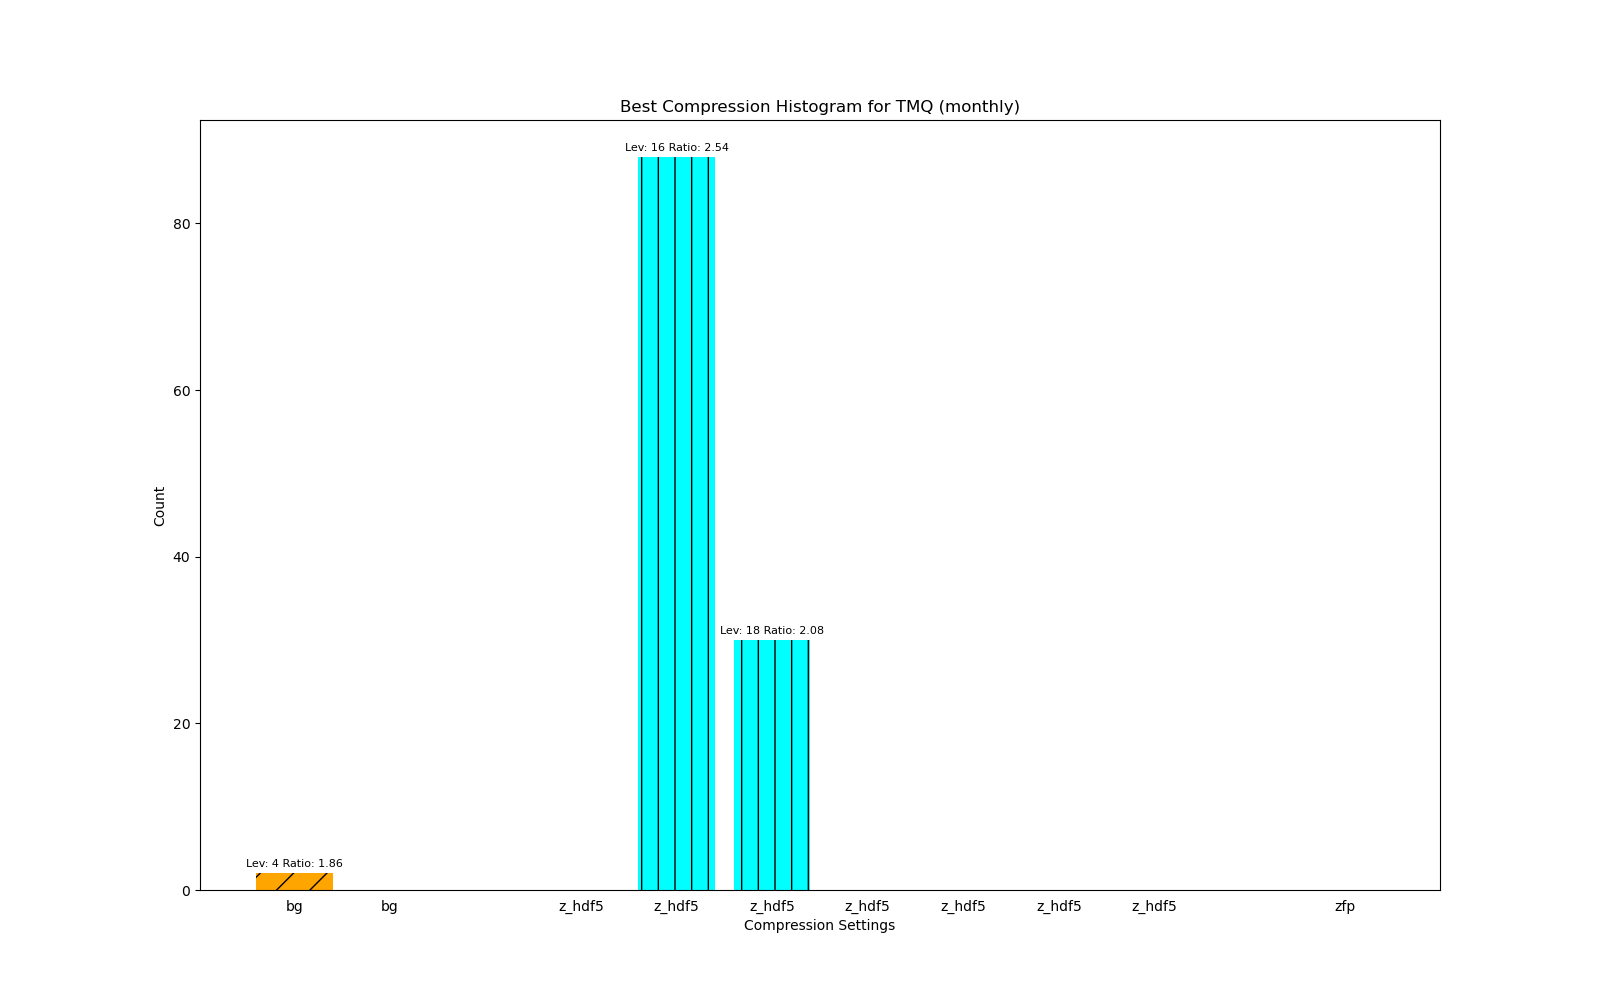 Best Compression Histogram for TMQ (monthly)
Lev: 16 Ratio: 2.54
80
60
Count
40
Lev: 18 Ratio: 2.08
20
Lev: 4 Ratio: 1.86
0
bg bg z_hdf5 z_hdf5 z_hdf5 z_hdf5 z_hdf5 z_hdf5 z_hdf5 zfp
Compression Settings